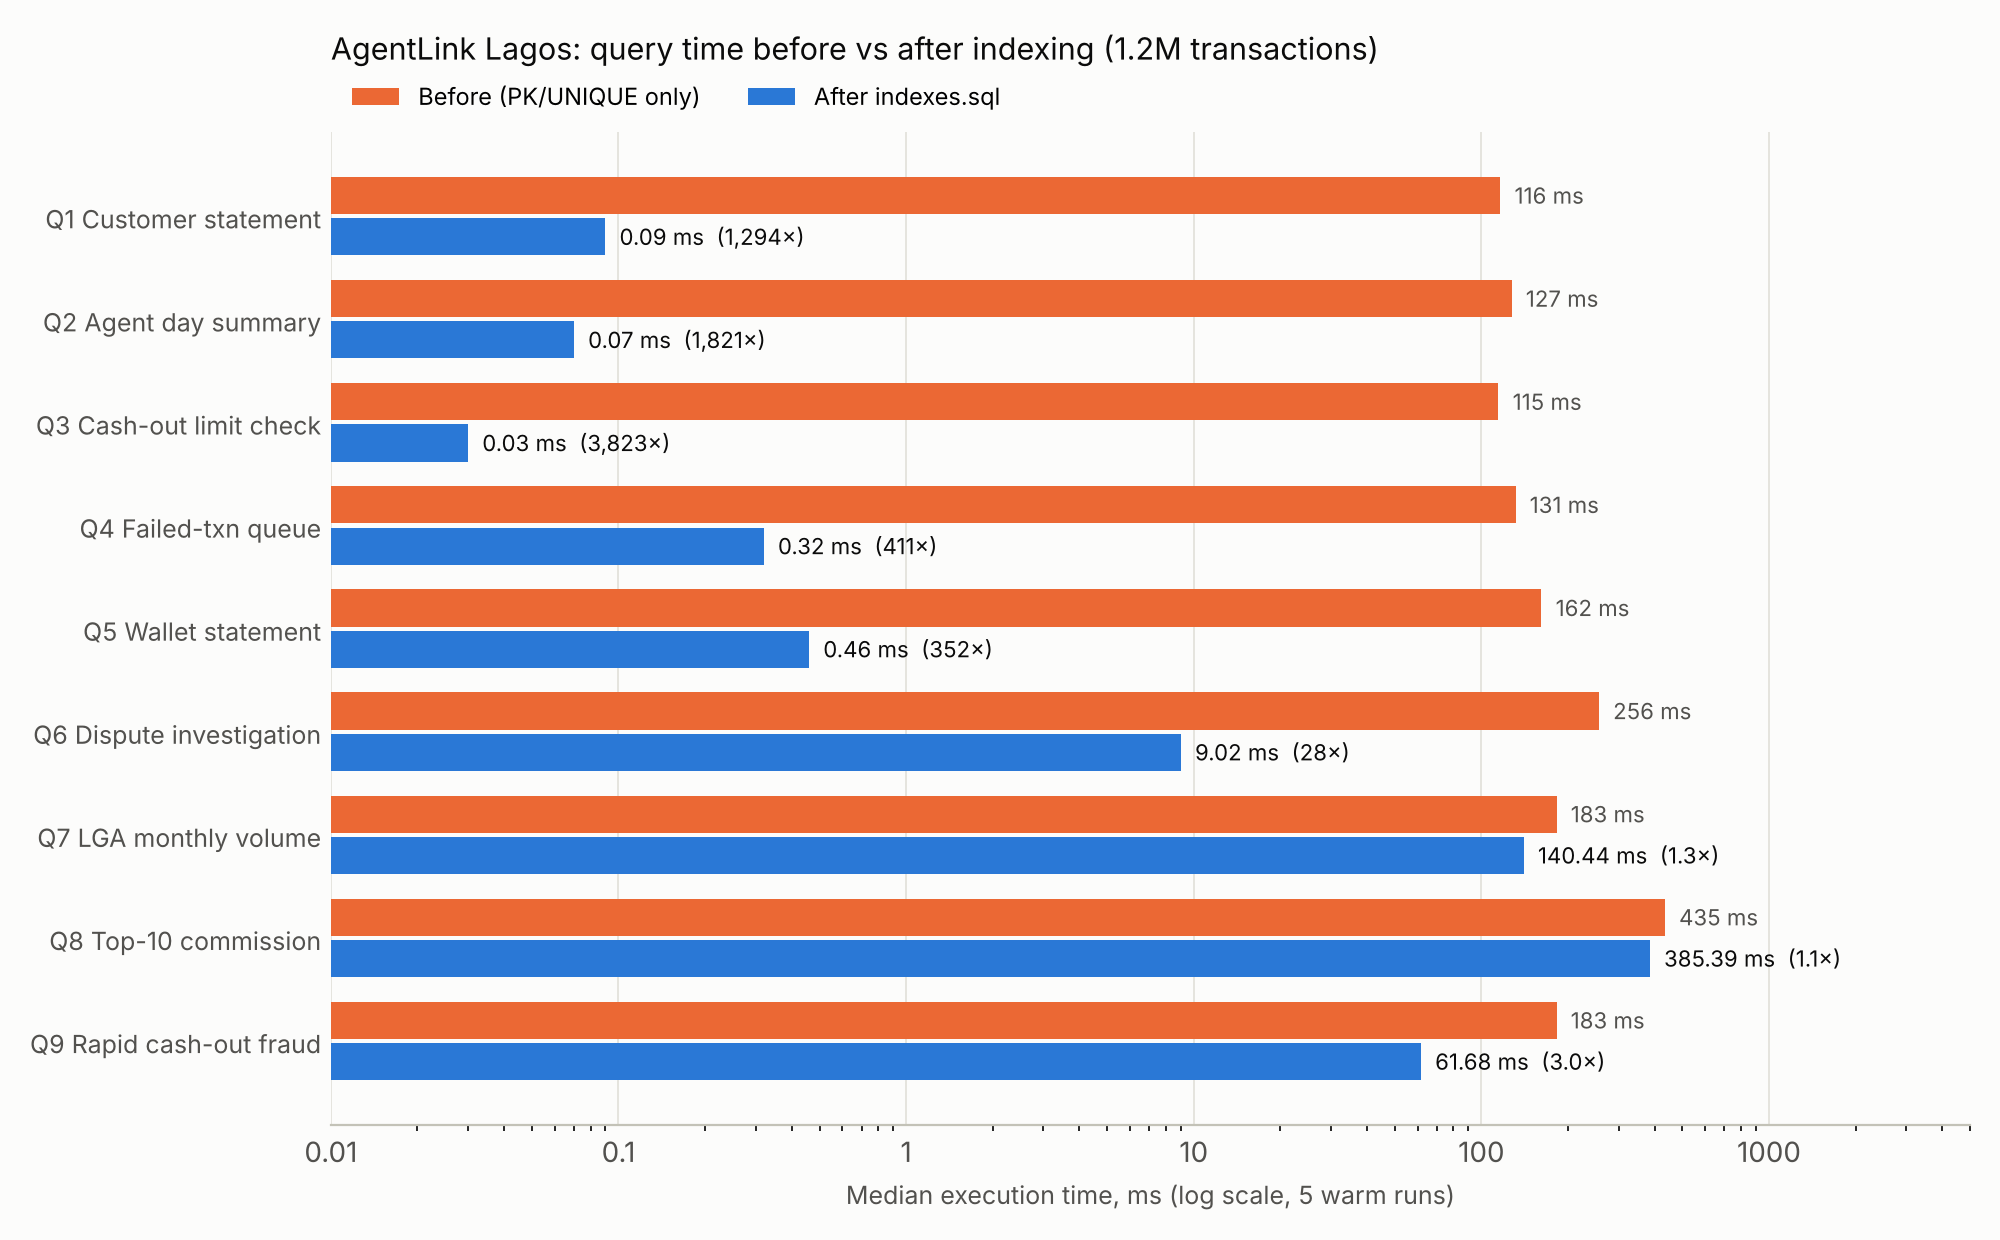 AgentLink Lagos: query time before vs after indexing (1.2M transactions)
Before (PK/UNIQUE only) After indexes.sql
Q1 Customer statement
116 ms
0.09 ms (1,294×)
Q2 Agent day summary
127 ms
0.07 ms (1,821×)
Q3 Cash-out limit check
115 ms
0.03 ms (3,823×)
Q4 Failed-txn queue
131 ms
0.32 ms (411×)
Q5 Wallet statement
162 ms
0.46 ms (352×)
Q6 Dispute investigation
256 ms
9.02 ms (28×)
Q7 LGA monthly volume
183 ms
140.44 ms (1.3×)
Q8 Top-10 commission
435 ms
385.39 ms (1.1×)
Q9 Rapid cash-out fraud
183 ms
61.68 ms (3.0×)
0.01 0.1 1 10 100 1000
Median execution time, ms (log scale, 5 warm runs)